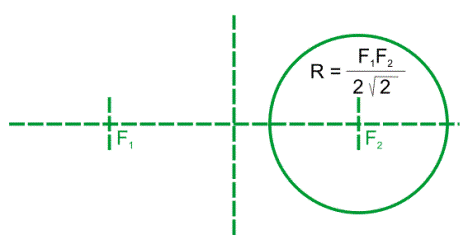 R = F₁F₂ / 2√2
F₁
F₂